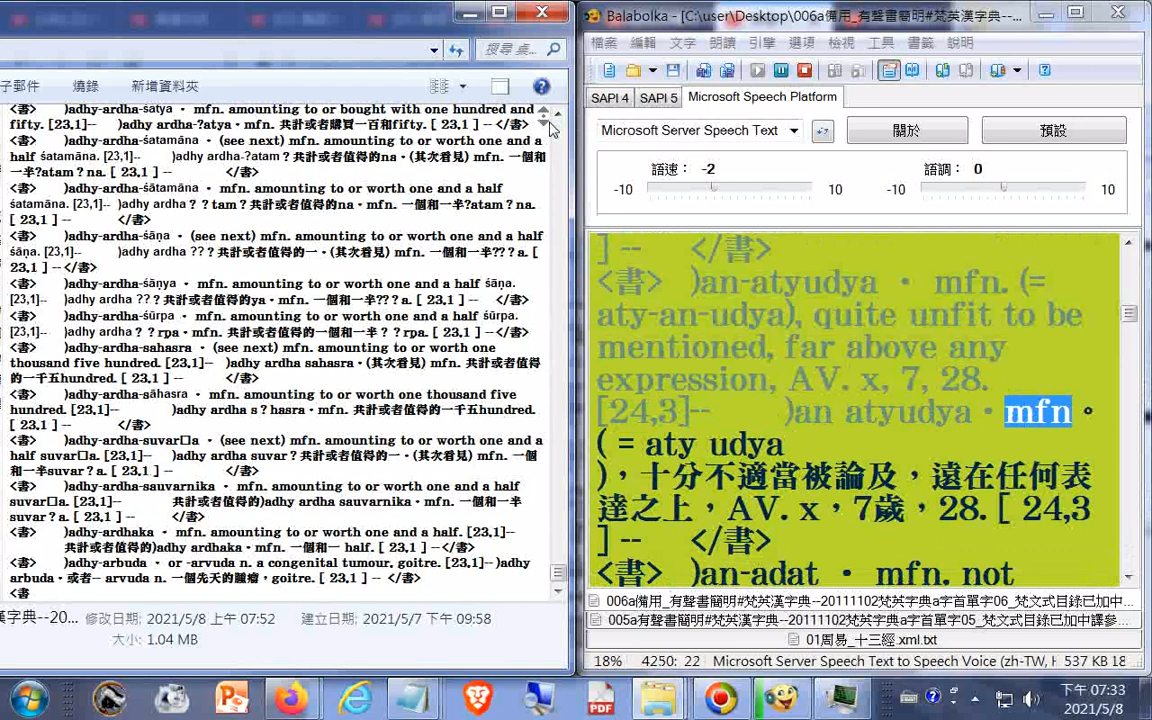 搜尋 桌...
子郵件 燒錄 新增資料夾
<書> )adhy-ardha-śatya · mfn. amounting to or bought with one hundred and
fifty. [23,1]-- )adhy ardha-?atya · mfn. 共計或者購買一百和fifty. [ 23,1 ] -- </書>
<書> )adhy-ardha-śatamāna · (see next) mfn. amounting to or worth one and a
half śatamāna. [23,1]-- )adhy ardha-?atam ? 共計或者值得的na · (其次看見) mfn. 一個和
一半?atam ? na. [ 23,1 ] -- </書>
<書> )adhy-ardha-śātamāna · mfn. amounting to or worth one and a half
śatamāna. [23,1]-- )adhy ardha ? ? tam ? 共計或者值得的na · mfn. 一個和一半?atam ? na.
[ 23,1 ] -- </書>
<書> )adhy-ardha-śāṇa · (see next) mfn. amounting to or worth one and a half
śāṇa. [23,1]-- )adhy ardha ??? 共計或者值得的一 · (其次看見) mfn. 一個和一半???a. [
23,1 ] -- </書>
<書> )adhy-ardha-śāṇya · mfn. amounting to or worth one and a half śāṇa.
[23,1]-- )adhy ardha ??? 共計或者值得的ya · mfn. 一個和一半???a. [ 23,1 ] -- </書>
<書> )adhy-ardha-śūrpa · mfn. amounting to or worth one and a half śūrpa.
[23,1]-- )adhy ardha ? ? rpa · mfn. 共計或者值得的一個和一半 ? ? rpa. [ 23,1 ] -- </書>
<書> )adhy-ardha-sahasra · (see next) mfn. amounting to or worth one
thousand five hundred. [23,1]-- )adhy ardha sahasra · (其次看見) mfn. 共計或者值得
的一千五hundred. [ 23,1 ] -- </書>
<書> )adhy-ardha-sāhasra · mfn. amounting to or worth one thousand five
hundred. [23,1]-- )adhy ardha s ? hasra · mfn. 共計或者值得的一千五hundred.
[ 23,1 ] -- </書>
<書> )adhy-ardha-suvar□a · (see next) mfn. amounting to or worth one and a
half suvar□a. [23,1]-- )adhy ardha suvar ? 共計或者值得的一 · (其次看見) mfn. 一個
和一半suvar ? a. [ 23,1 ] -- </書>
<書> )adhy-ardha-sauvarnika · mfn. amounting to or worth one and a half
suvar□a. [23,1]-- 共計或者值得的)adhy ardha sauvarnika · mfn. 一個和一半
suvar ? a. [ 23,1 ] -- </書>
<書> )adhy-ardhaka · mfn. amounting to or worth one and a half. [23,1]--
共計或者值得的)adhy ardhaka · mfn. 一個和一 half. [ 23,1 ] -- </書>
<書> )adhy-arbuda · or -arvuda n. a congenital tumour, goitre. [23,1]-- )adhy
arbuda · 或者 -- arvuda n. 一個先天的腫瘤, goitre. [ 23,1 ] -- </書>
<書
漢字典--20... 修改日期: 2021/5/8 上午 07:52 建立日期: 2021/5/7 下午 09:58
大小: 1.04 MB
Balabolka - [C:\user\Desktop\006a備用_有聲書簡明#梵英漢字典--...
檔案 編輯 文字 朗讀 引擎 選項 檢視 工具 書籤 說明
SAPI 4 SAPI 5 Microsoft Speech Platform
Microsoft Server Speech Text 關於 預設
語速: -2 語調: 0
-10 10 -10 10
] -- </書>
<書> )an-atyudya · mfn. (=
aty-an-udya), quite unfit to be
mentioned, far above any
expression, AV. x, 7, 28.
[24,3]-- )an atyudya · mfn。
( = aty udya
),十分不適當被論及,遠在任何表
達之上,AV. x,7歲,28. [ 24,3
] -- </書>
<書> )an-adat · mfn. not
006a備用_有聲書簡明#梵英漢字典--20111102梵英字典a字首單字06_梵文式目錄已加中...
005a有聲書簡明#梵英漢字典--20111102梵英字典a字首單字05_梵文式目錄已加中譯參...
01周易_十三經.xml.txt
18% 4250: 22 Microsoft Server Speech Text to Speech Voice (zh-TW, H 537 KB 18
PDF
下午 07:33
2021/5/8